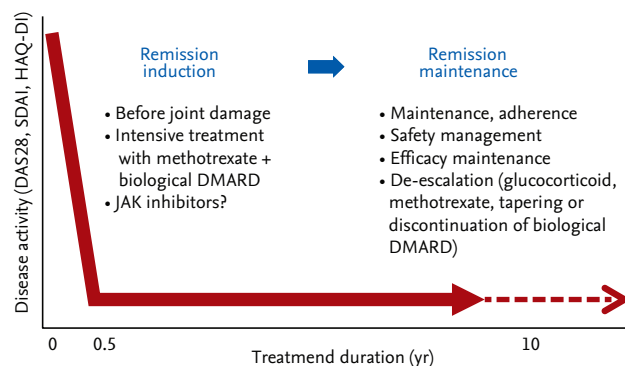 Disease activity (DAS28, SDAI, HAQ-DI)
Remission
induction
• Before joint damage
• Intensive treatment
with methotrexate +
biological DMARD
• JAK inhibitors?
Remission
maintenance
• Maintenance, adherence
• Safety management
• Efficacy maintenance
• De-escalation (glucocorticoid,
methotrexate, tapering or
discontinuation of biological
DMARD)
0
0.5
10
Treatmend duration (yr)